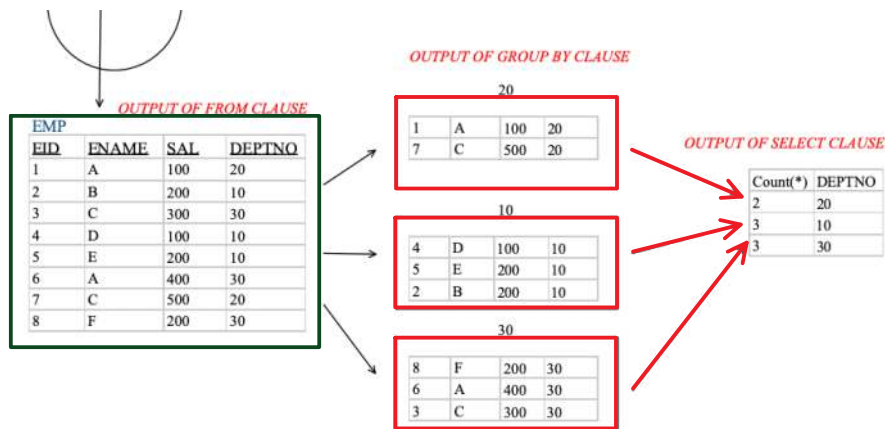 OUTPUT OF FROM CLAUSE
EMP
EID ENAME SAL DEPTNO
1 A 100 20
2 B 200 10
3 C 300 30
4 D 100 10
5 E 200 10
6 A 400 30
7 C 500 20
8 F 200 30
OUTPUT OF GROUP BY CLAUSE
20
1 A 100 20
7 C 500 20
10
4 D 100 10
5 E 200 10
2 B 200 10
30
8 F 200 30
6 A 400 30
3 C 300 30
OUTPUT OF SELECT CLAUSE
Count(*) DEPTNO
2 20
3 10
3 30